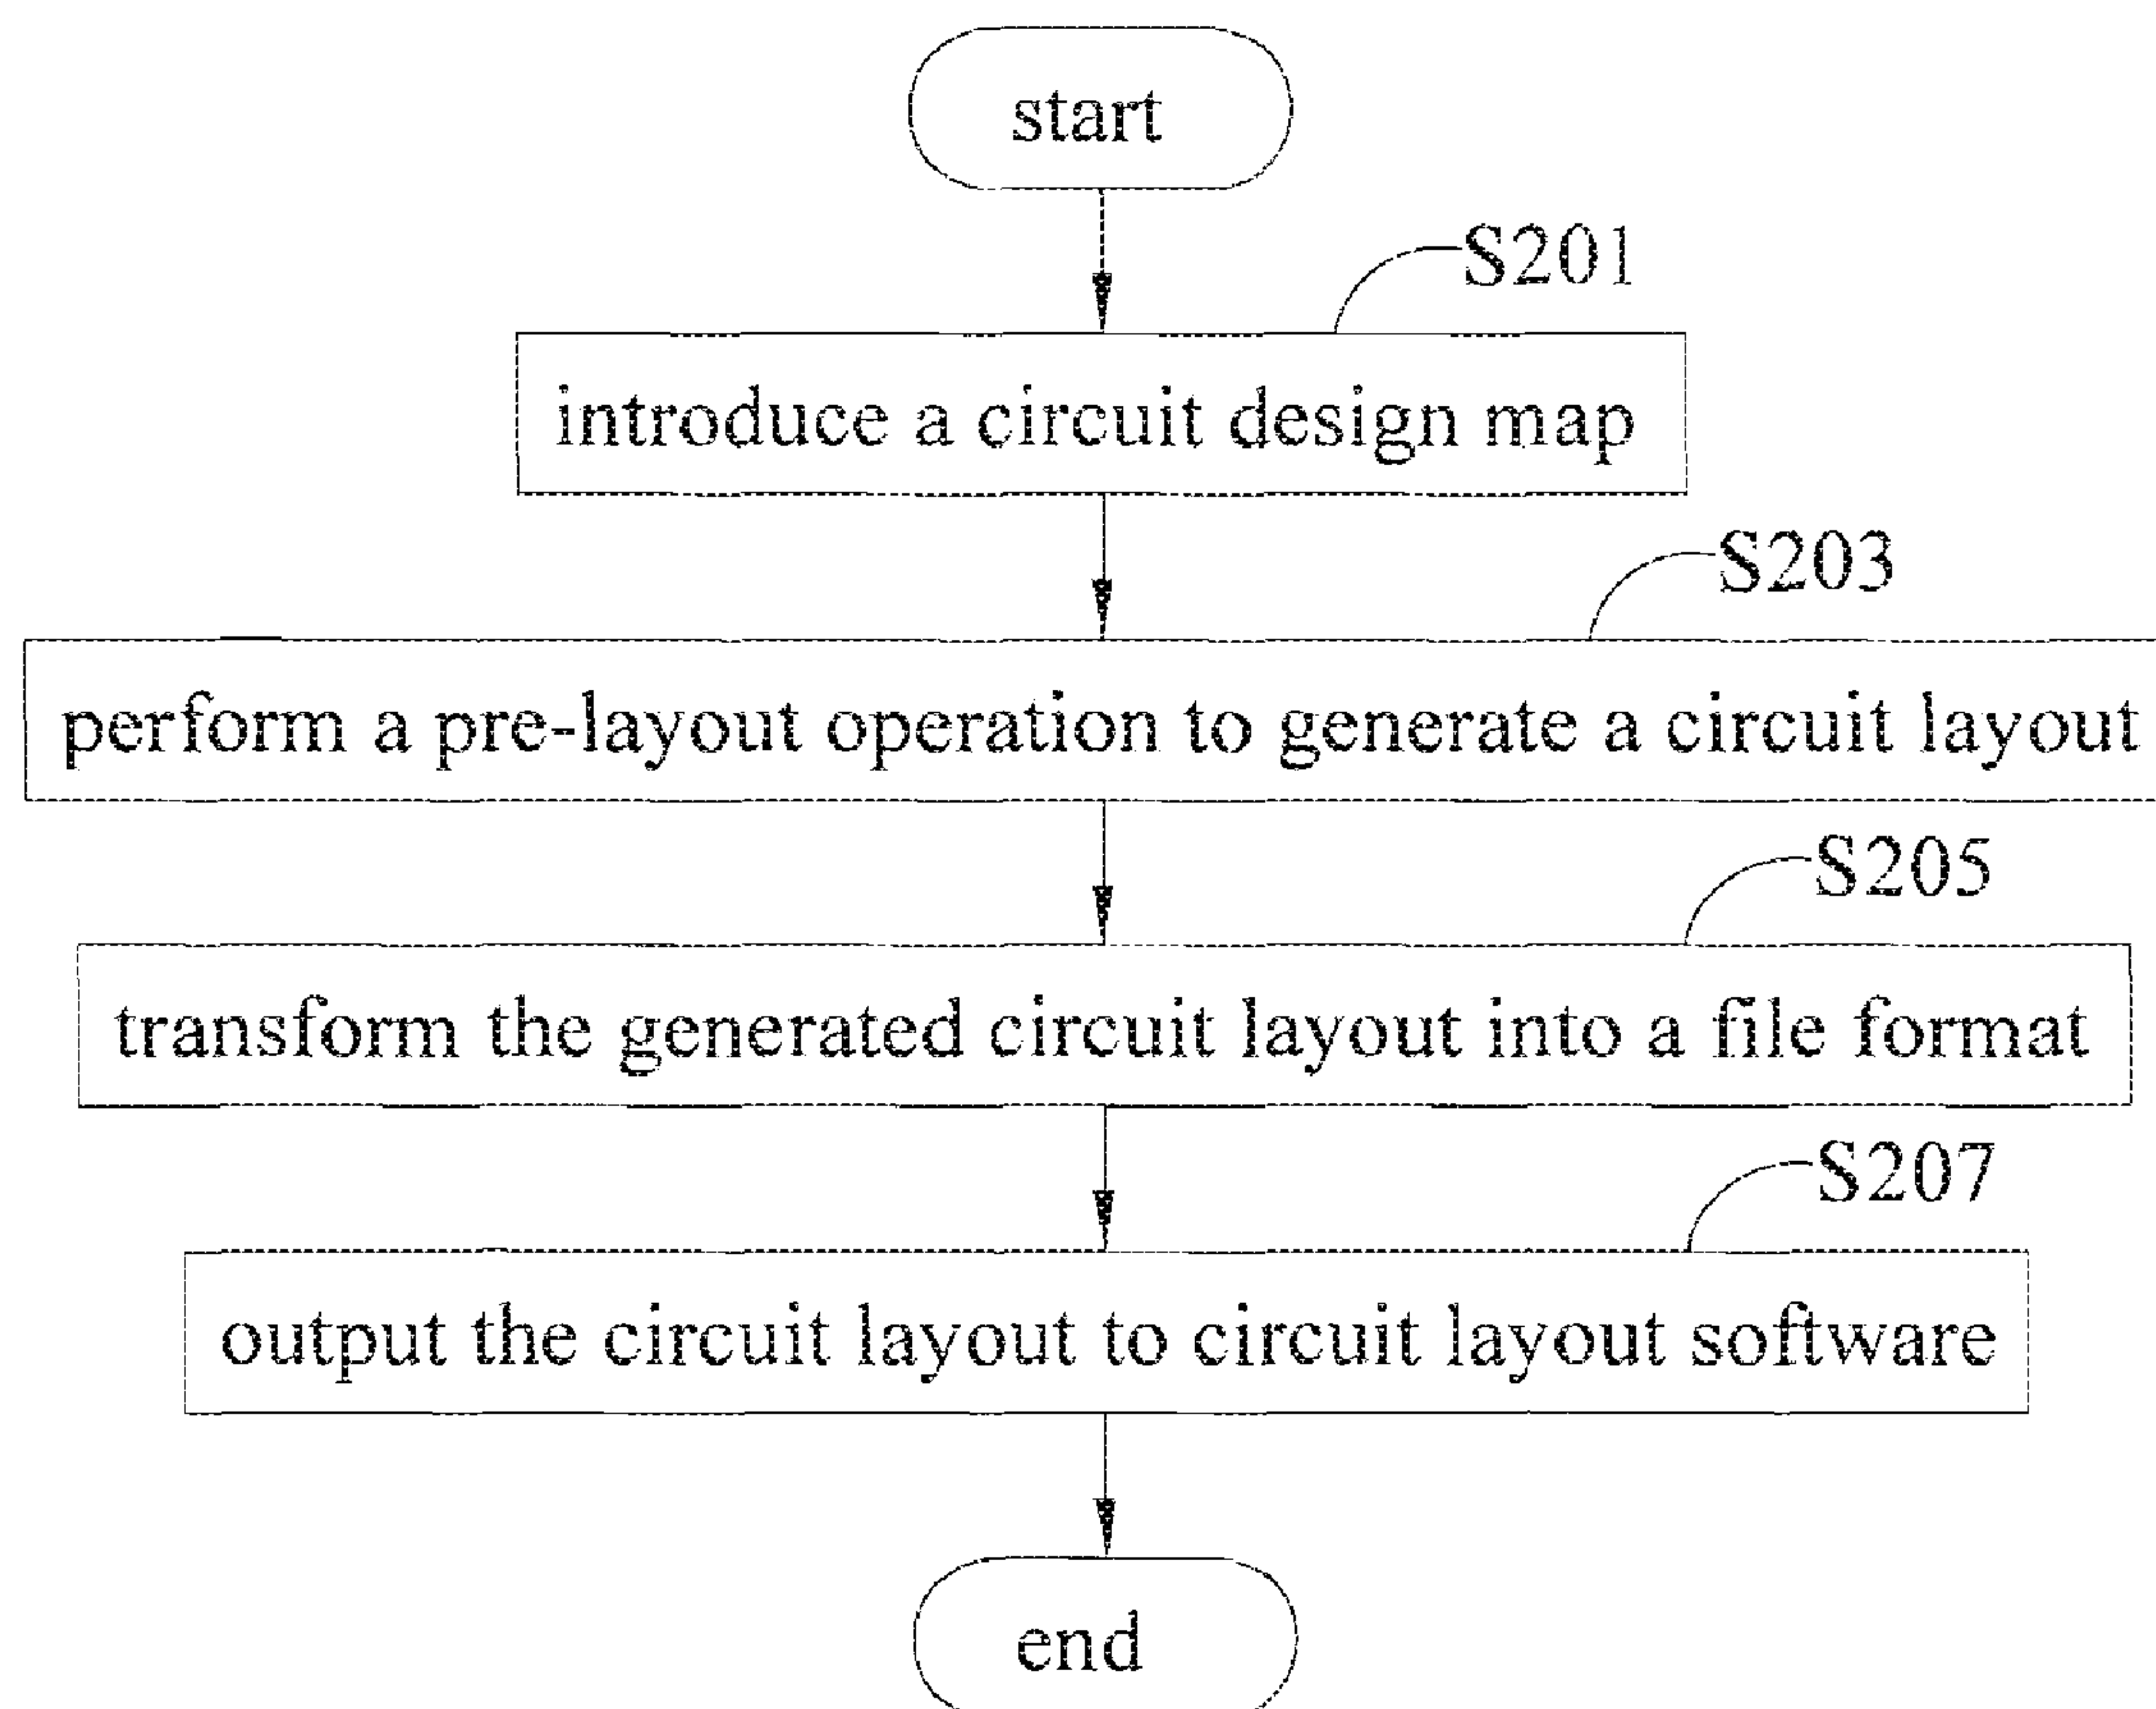 start
S201
introduce a circuit design map
S203
perform a pre-layout operation to generate a circuit layout
S205
transform the generated circuit layout into a file format
S207
output the circuit layout to circuit layout software
end